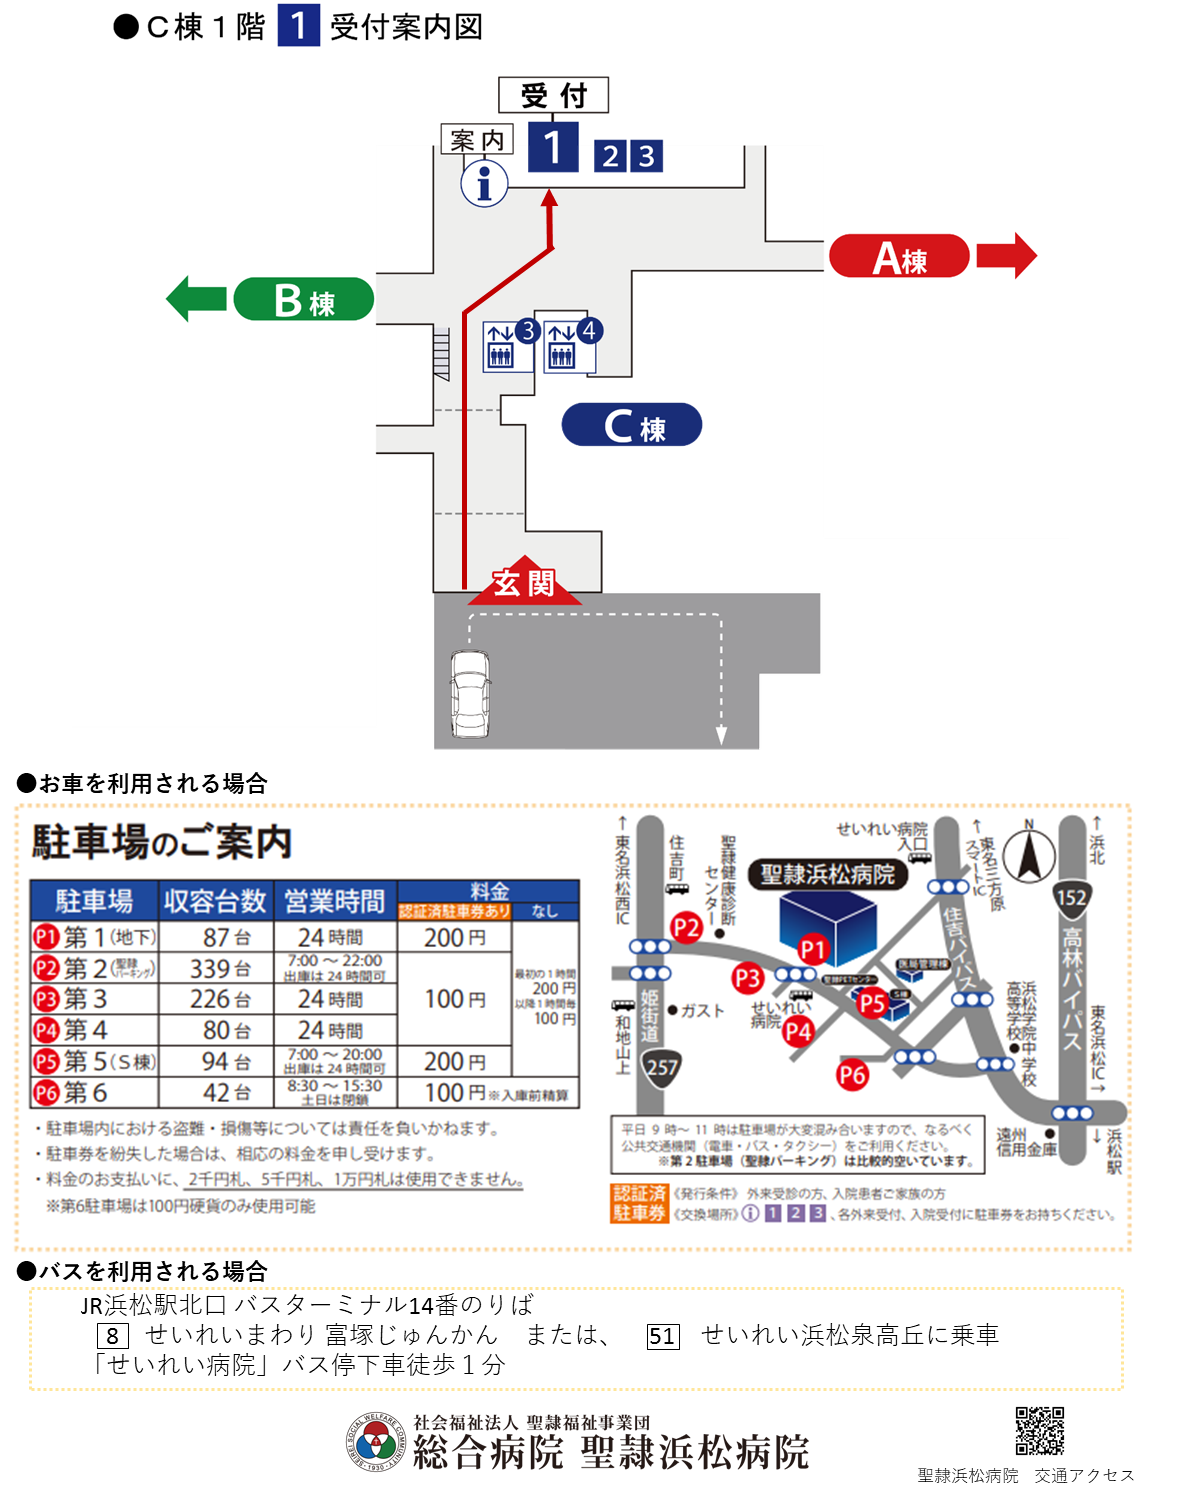 ●C棟１階 1 受付案内図
受付
案内
1 2 3
i
A棟
B棟
3 4
C棟
玄関
●お車を利用される場合
駐車場のご案内
駐車場 収容台数 営業時間 料金
認証済駐車券あり なし
P1 第1(地下) 87台 24時間 200円
P2 第2(聖隷パーキング) 339台 7:00～22:00 出庫は24時間可
P3 第3 226台 24時間 100円
P4 第4 80台 24時間
P5 第5(S棟) 94台 7:00～20:00 出庫は24時間可 200円
最初の1時間
200円
以降1時間毎
100円
P6 第6 42台 8:30～15:30 土日は閉鎖 100円※入庫前精算
・駐車場内における盗難・損傷等については責任を負いかねます。
・駐車券を紛失した場合は、相応の料金を申し受けます。
・料金のお支払いに、2千円札、5千円札、1万円札は使用できません。
※第6駐車場は100円硬貨のみ使用可能
↑東名浜松西IC
住吉町
聖隷健康診断センター
せいれい病院入口
↑東名三方原スマートIC
N
↑浜北
聖隷浜松病院
152
P1
P2
P3
P4
P5
P6
住吉バイパス
高林バイパス
医局管理棟
聖隷PETセンター
S棟
せいれい病院
姫街道
ガスト
和地山上
257
浜松学院中学校
高等学校
東名浜松IC→
遠州信用金庫
↓浜松駅
平日 9 時～ 11 時は駐車場が大変混み合いますので、なるべく
公共交通機関（電車・バス・タクシー）をご利用ください。
※第2駐車場（聖隷パーキング）は比較的空いています。
認証済駐車券
《発行条件》 外来受診の方、入院患者ご家族の方
《交換場所》 i 1 2 3 、各外来受付、入院受付に駐車券をお持ちください。
●バスを利用される場合
JR浜松駅北口 バスターミナル14番のりば
8 せいれいまわり 富塚じゅんかん　または、 51 せいれい浜松泉高丘に乗車
「せいれい病院」バス停下車徒歩１分
SEIREI SOCIAL WELFARE COMMUNITY 1930
社会福祉法人 聖隷福祉事業団
総合病院 聖隷浜松病院
聖隷浜松病院　交通アクセス